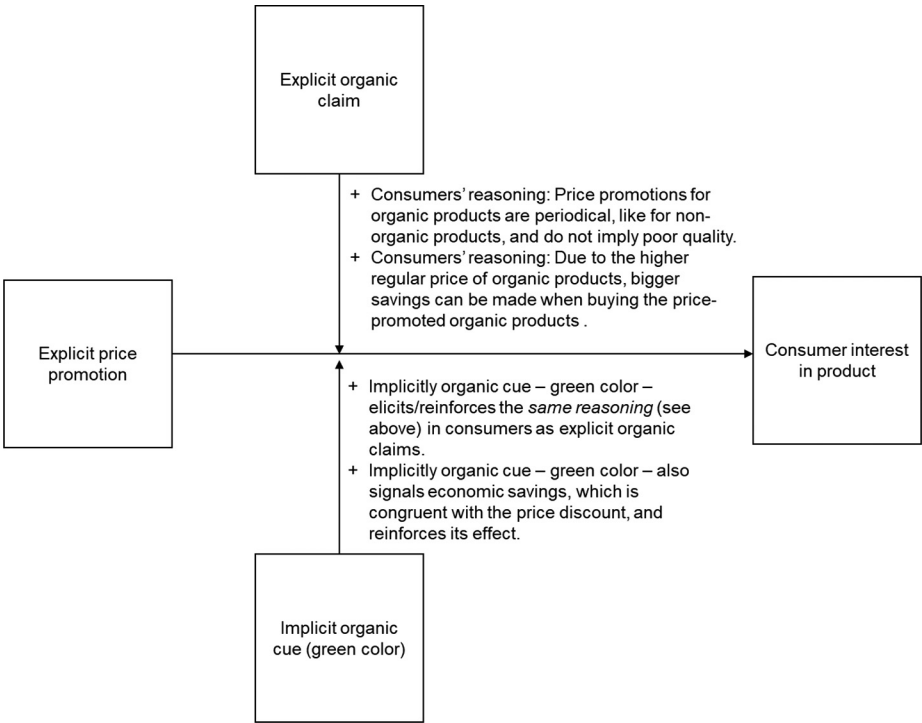 Explicit organic
claim
+ Consumers' reasoning: Price promotions for
organic products are periodical, like for non-
organic products, and do not imply poor quality.
+ Consumers' reasoning: Due to the higher
regular price of organic products, bigger
savings can be made when buying the price-
promoted organic products .
Explicit price
promotion
Consumer interest
in product
+ Implicitly organic cue – green color –
elicits/reinforces the same reasoning (see
above) in consumers as explicit organic
claims.
+ Implicitly organic cue – green color – also
signals economic savings, which is
congruent with the price discount, and
reinforces its effect.
Implicit organic
cue (green color)